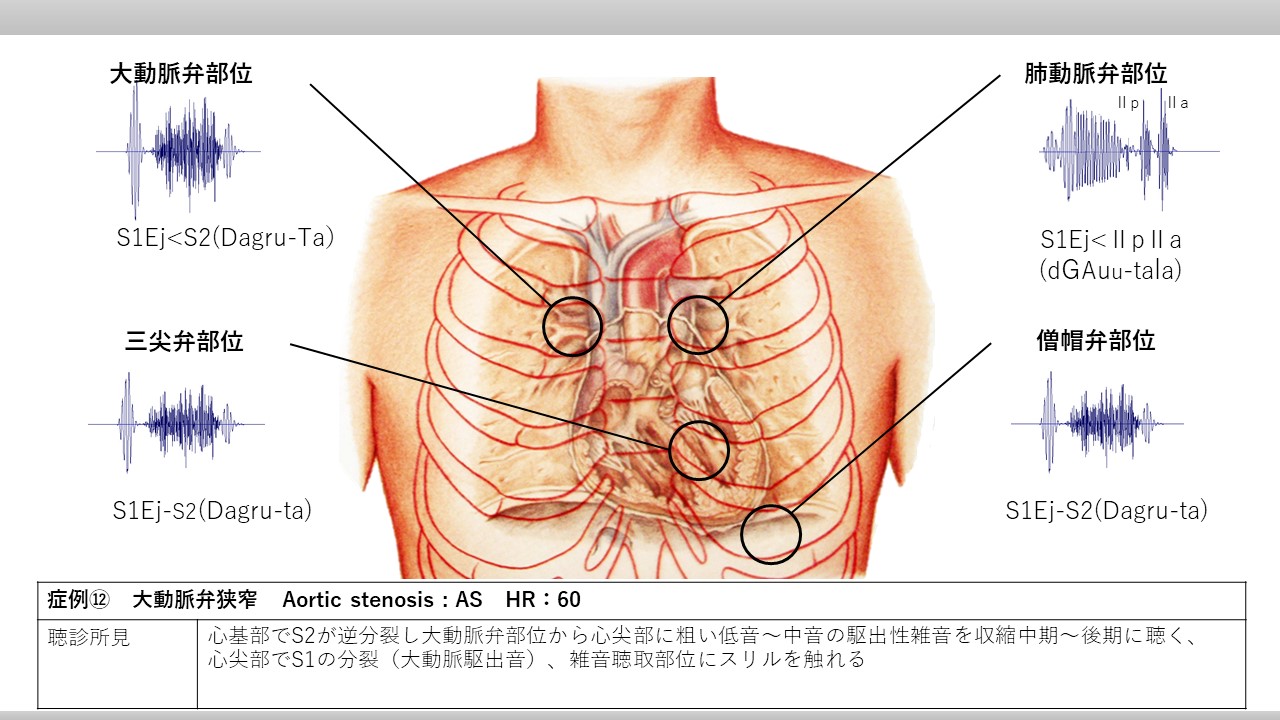 大動脈弁部位
S1Ej<S2(Dagru-Ta)
肺動脈弁部位
Ⅱp Ⅱa
S1Ej<ⅡpⅡa
(dGAuu-tala)
三尖弁部位
S1Ej-S2(Dagru-ta)
僧帽弁部位
S1Ej-S2(Dagru-ta)
症例⑫　大動脈弁狭窄　Aortic stenosis : AS　HR：60
聴診所見
心基部でS2が逆分裂し大動脈弁部位から心尖部に粗い低音～中音の駆出性雑音を収縮中期～後期に聴く、
心尖部でS1の分裂（大動脈駆出音）、雑音聴取部位にスリルを触れる